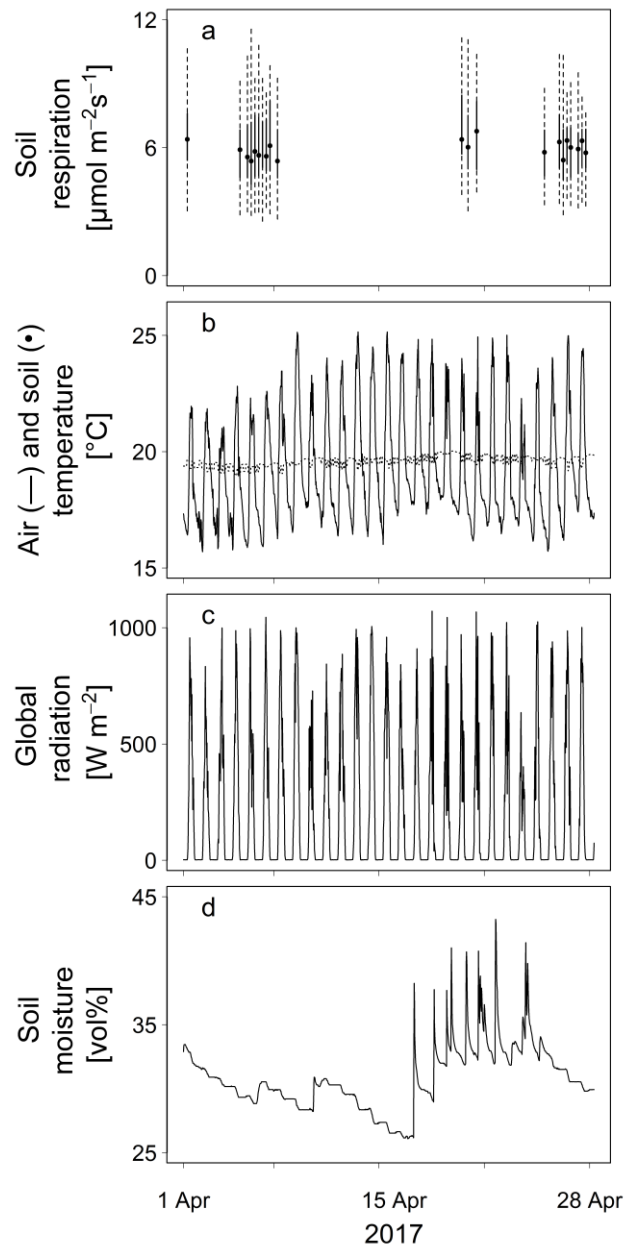 a
Soil
respiration
[µmol m−2s−1]
12
6
0
b
Air (—) and soil (•)
temperature
[°C]
25
20
15
c
Global
radiation
[W m−2]
1000
500
0
d
Soil
moisture
[vol%]
45
35
25
1 Apr 15 Apr 28 Apr
2017